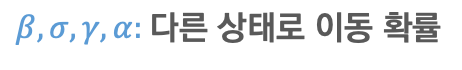 β, σ, γ, α: 다른 상태로 이동 확률